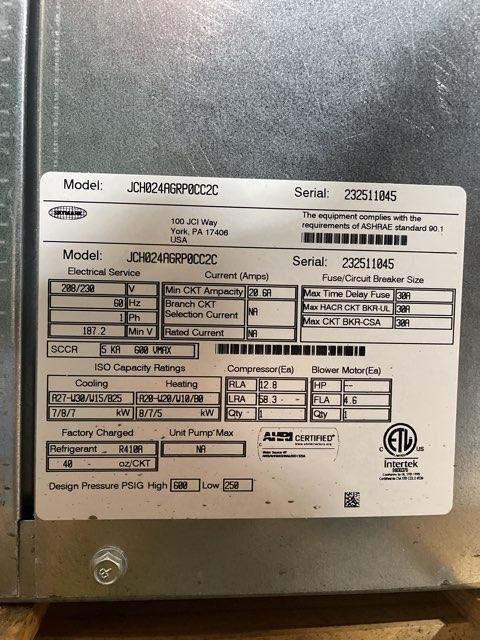 Model: JCH024AGRP0CC2C Serial: 232511045
SKYMARK
100 JCI Way
York, PA 17406
USA
The equipment complies with the
requirements of ASHRAE standard 90.1
Model: JCH024AGRP0CC2C Serial: 232511045
Electrical Service
208/230 V
60 Hz
1 Ph
187.2 Min V
Current (Amps)
Min CKT Ampacity 20.6A
Branch CKT
Selection Current NA
Rated Current NA
Fuse/Circuit Breaker Size
Max Time Delay Fuse 30A
Max HACR CKT BKR-UL 30A
Max CKT BKR-CSA 30A
SCCR 5 KA 600 VMAX
ISO Capacity Ratings
Cooling Heating
A27-W30/W15/B25 A20-W20/W10/B0
7/8/7 kW 8/7/5 kW
Compressor(Ea)
RLA 12.8
LRA 58.3 - -
Qty 1
Blower Motor(Ea)
HP --
FLA 4.6
Qty 1
Factory Charged
Refrigerant R410A
40 oz/CKT
Unit Pump Max
NA
AHRI CERTIFIED
www.ahridirectory.org
ETL
C US
Intertek
Design Pressure PSIG High 600 Low 250